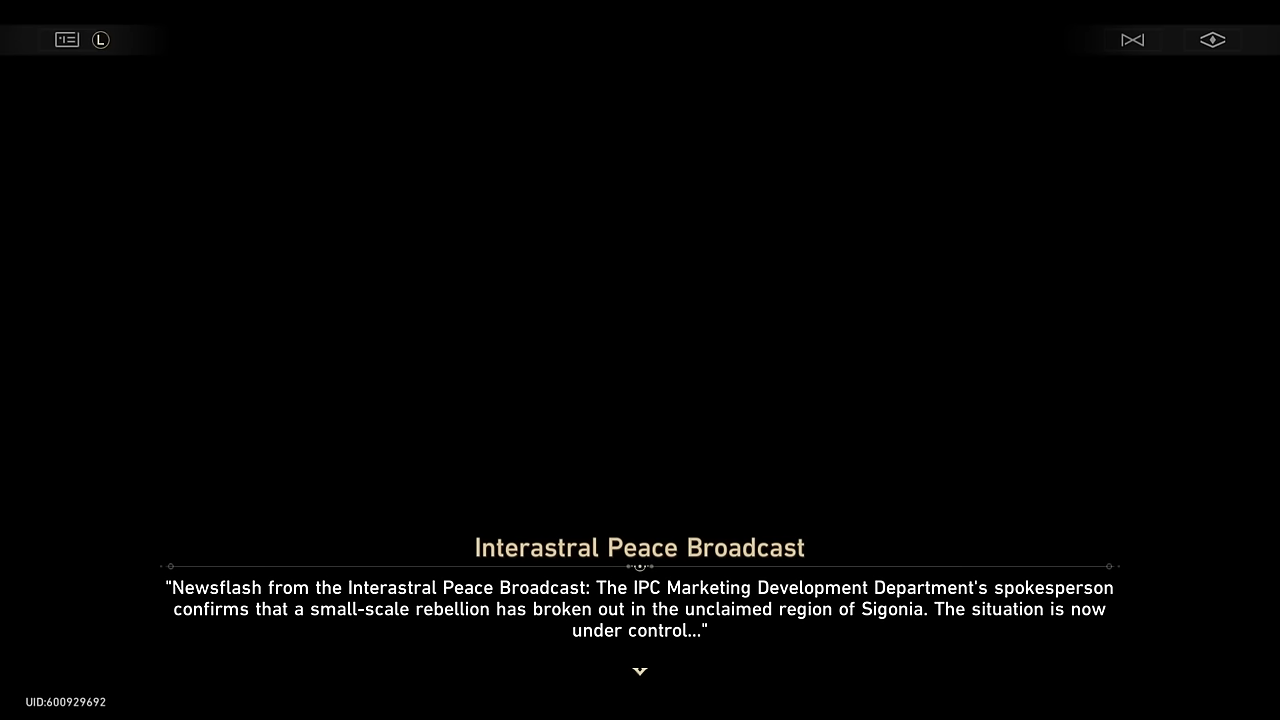 L
Interastral Peace Broadcast
"Newsflash from the Interastral Peace Broadcast: The IPC Marketing Development Department's spokesperson
confirms that a small-scale rebellion has broken out in the unclaimed region of Sigonia. The situation is now
under control..."
UID:600929692